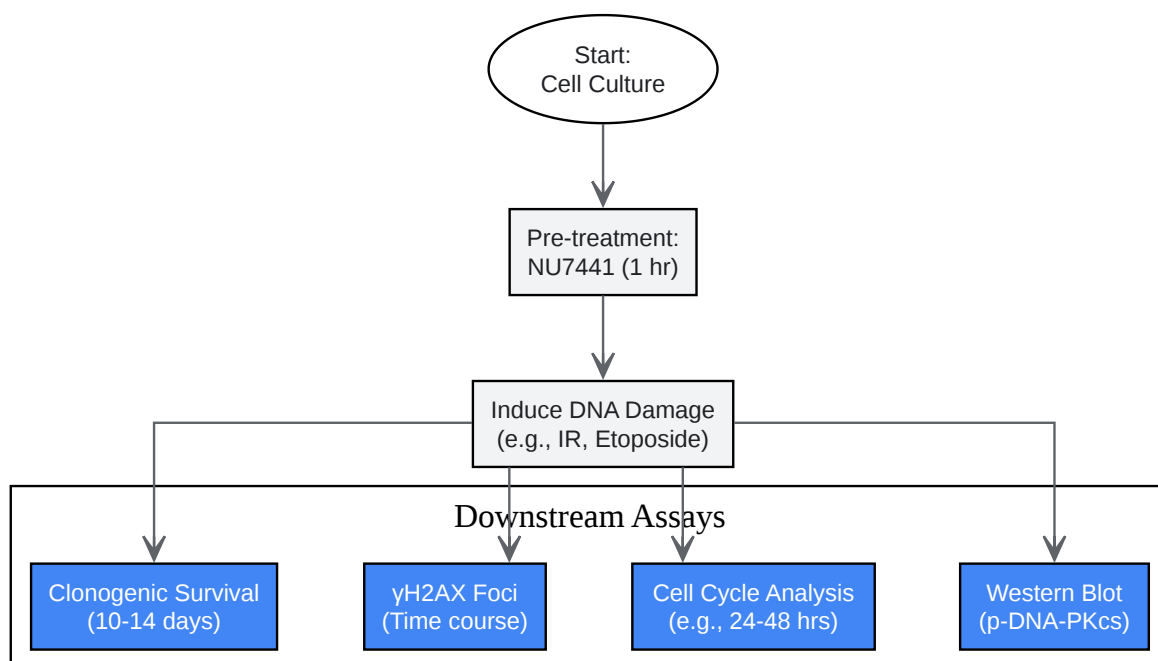 Start:
Cell Culture
Pre-treatment:
NU7441 (1 hr)
Induce DNA Damage
(e.g., IR, Etoposide)
Downstream Assays
Clonogenic Survival
(10-14 days)
γH2AX Foci
(Time course)
Cell Cycle Analysis
(e.g., 24-48 hrs)
Western Blot
(p-DNA-PKcs)